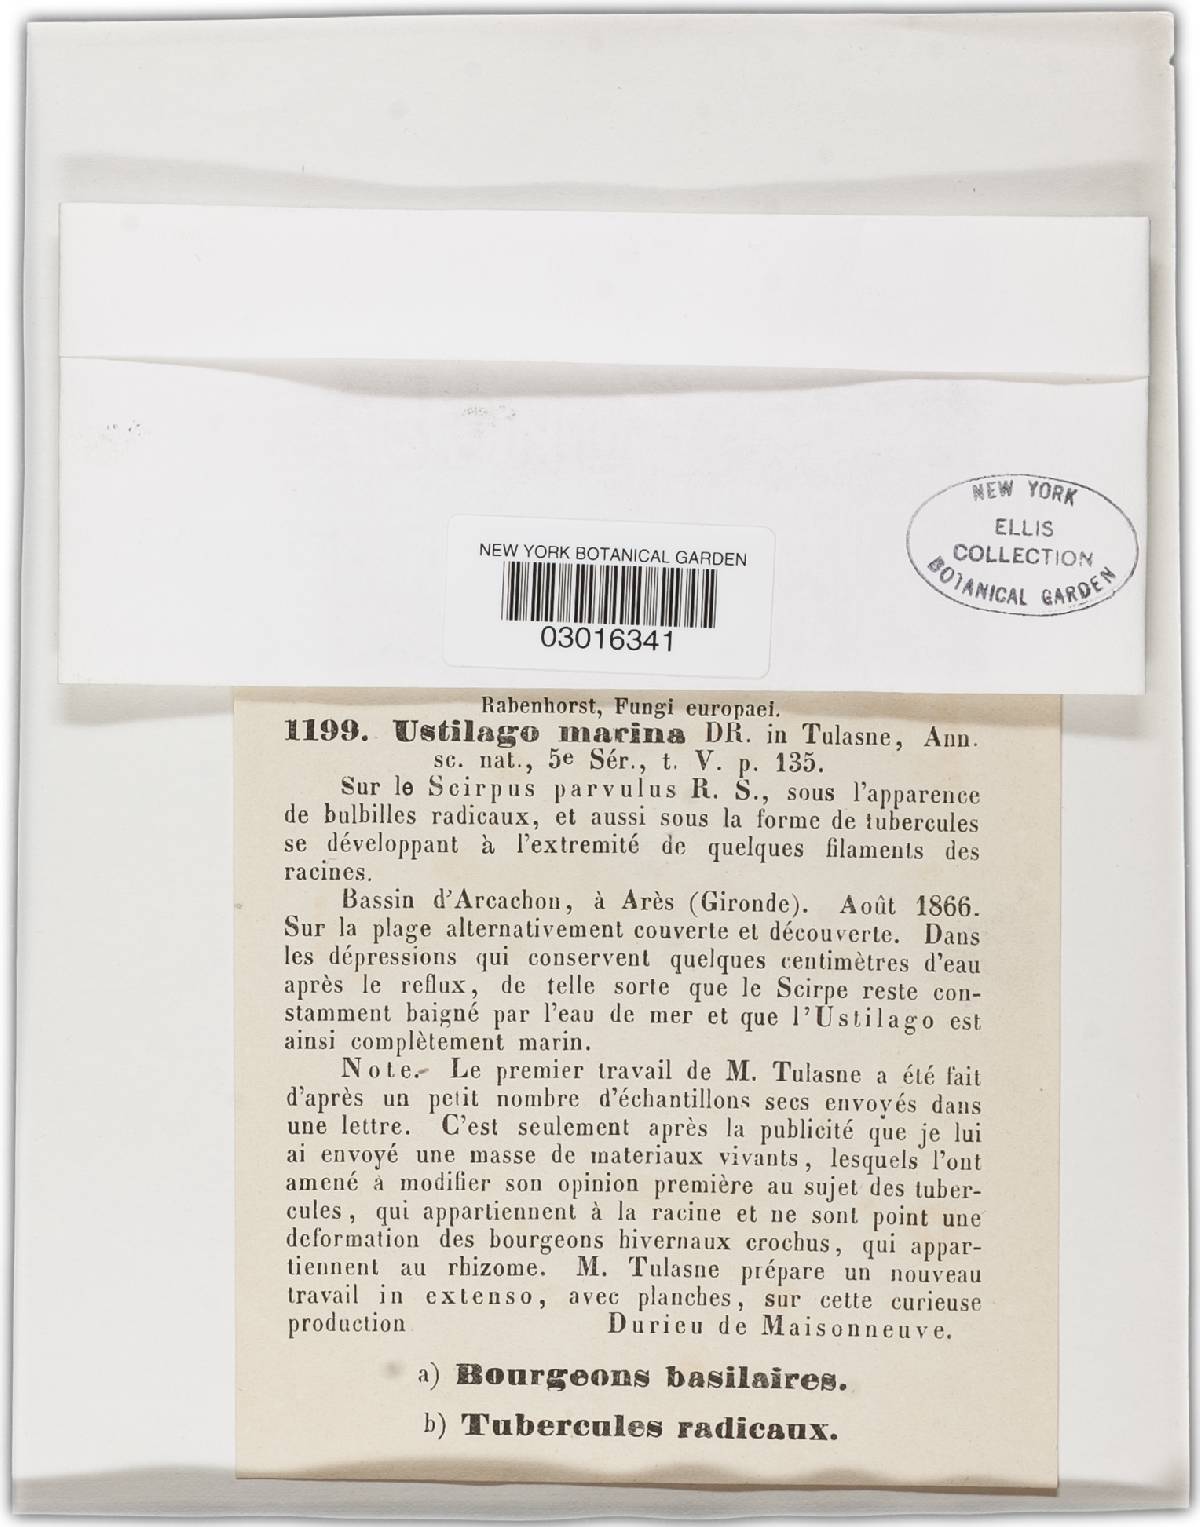 NEW YORK
ELLIS
COLLECTION
BOTANICAL GARDEN
NEW YORK BOTANICAL GARDEN
03016341
Rabenhorst, Fungi europaei.
1199. Ustilago marina DR. in Tulasne, Ann.
sc. nat., 5e Sér., t. V. p. 135.
Sur le Scirpus parvulus R. S., sous l'apparence
de bulbilles radicaux, et aussi sous la forme de tubercules
se développant à l'extremité de quelques filaments des
racines.
Bassin d'Arcachon, à Arès (Gironde). Août 1866.
Sur la plage alternativement couverte et découverte. Dans
les dépressions qui conservent quelques centimètres d'eau
après le reflux, de telle sorte que le Scirpe reste con-
stamment baigné par l'eau de mer et que l'Ustilago est
ainsi complètement marin.
Note.- Le premier travail de M. Tulasne a été fait
d'après un petit nombre d'échantillons secs envoyés dans
une lettre. C'est seulement après la publicité que je lui
ai envoyé une masse de materiaux vivants, lesquels l'ont
amené à modifier son opinion première au sujet des tuber-
cules, qui appartiennent à la racine et ne sont point une
deformation des bourgeons hivernaux crochus, qui appar-
tiennent au rhizome. M. Tulasne prépare un nouveau
travail in extenso, avec planches, sur cette curieuse
production Durieu de Maisonneuve.
a) Bourgeons basilaires.
b) Tubercules radicaux.